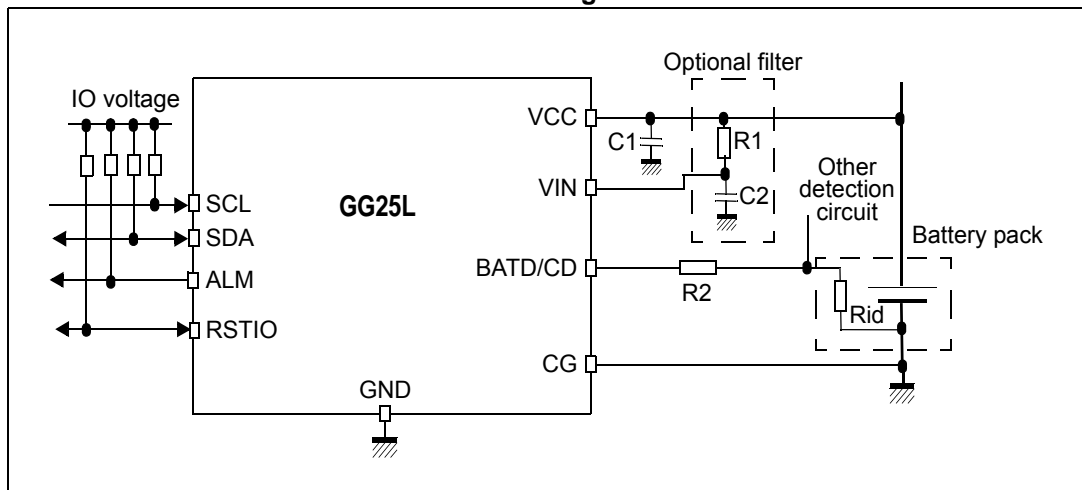 Optional filter
IO voltage
VCC
C1
R1
Other
detection
circuit
VIN
C2
SCL
GG25L
SDA
Battery pack
BATD/CD
ALM
R2
Rid
RSTIO
CG
GND